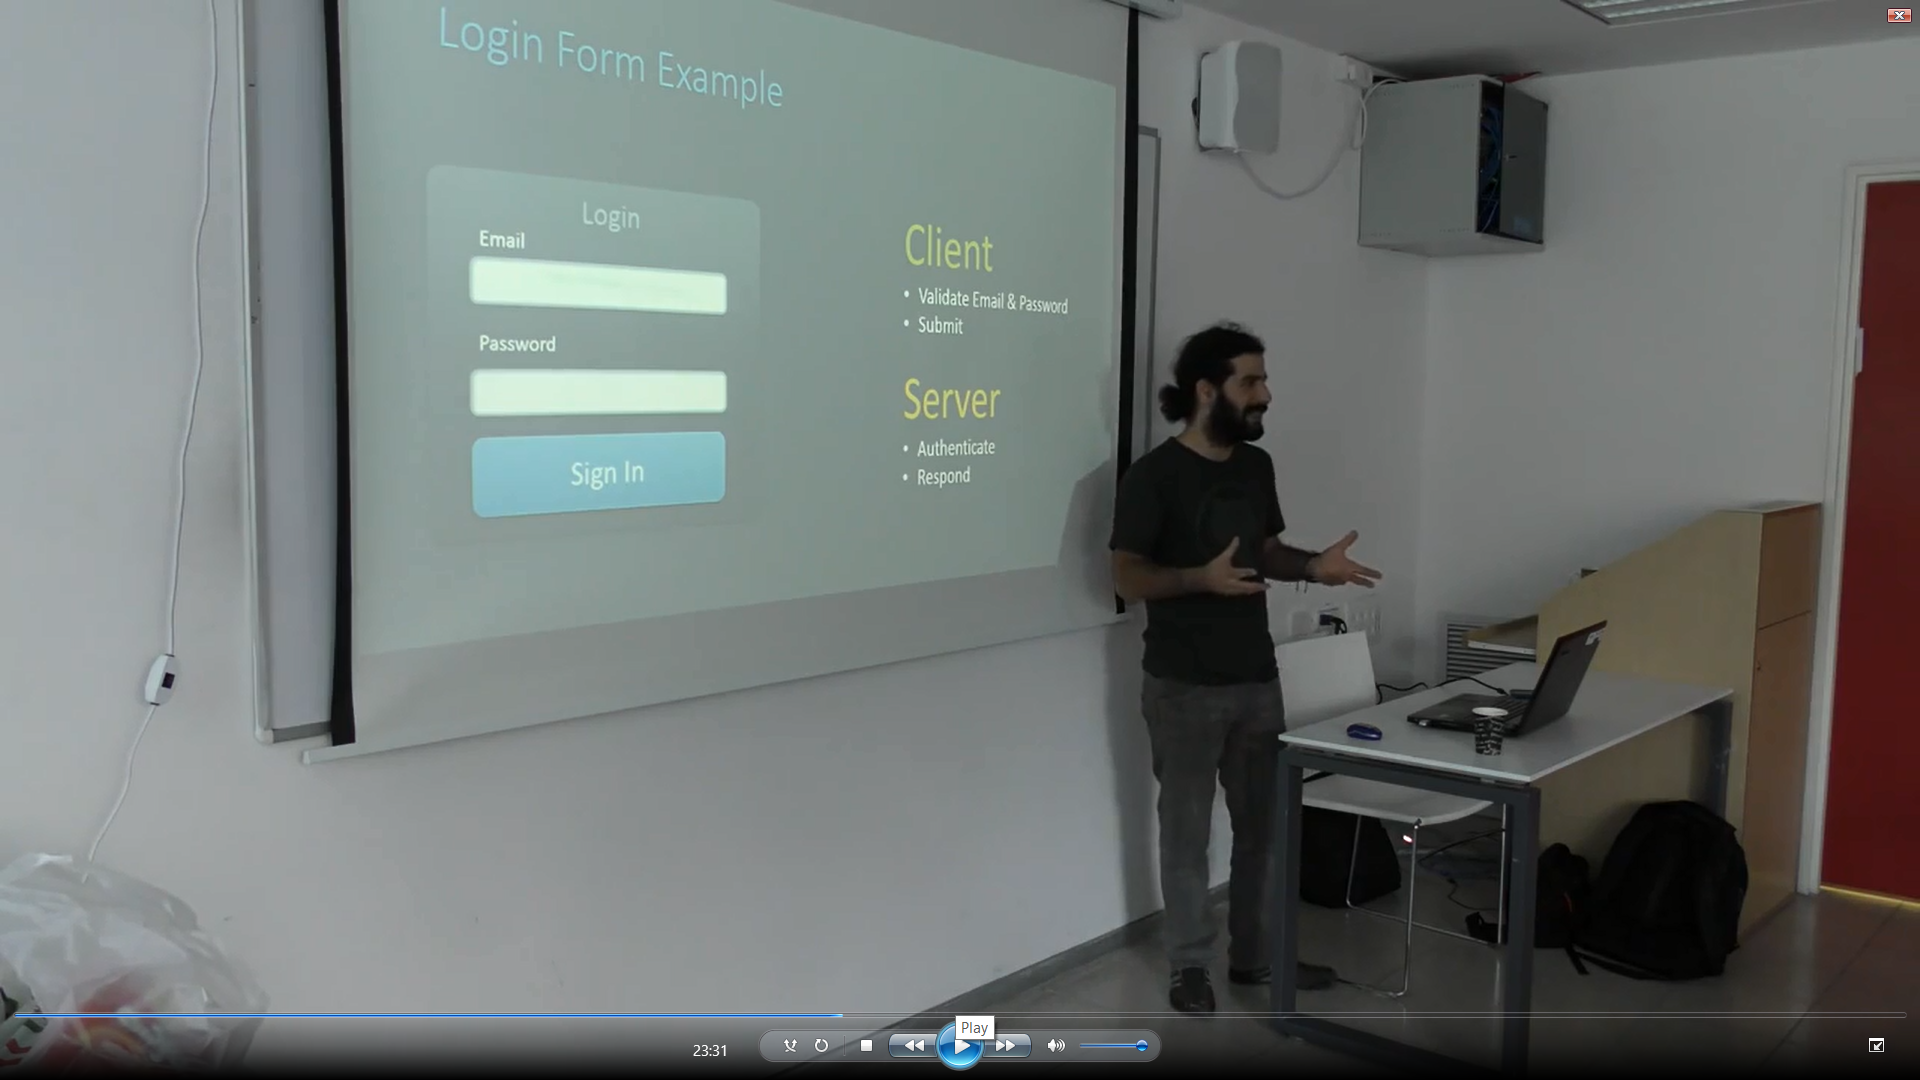 Login Form Example
Login
Email
Password
Sign In
Client
• Validate Email & Password
• Submit
Server
• Authenticate
• Respond
Play
23:31